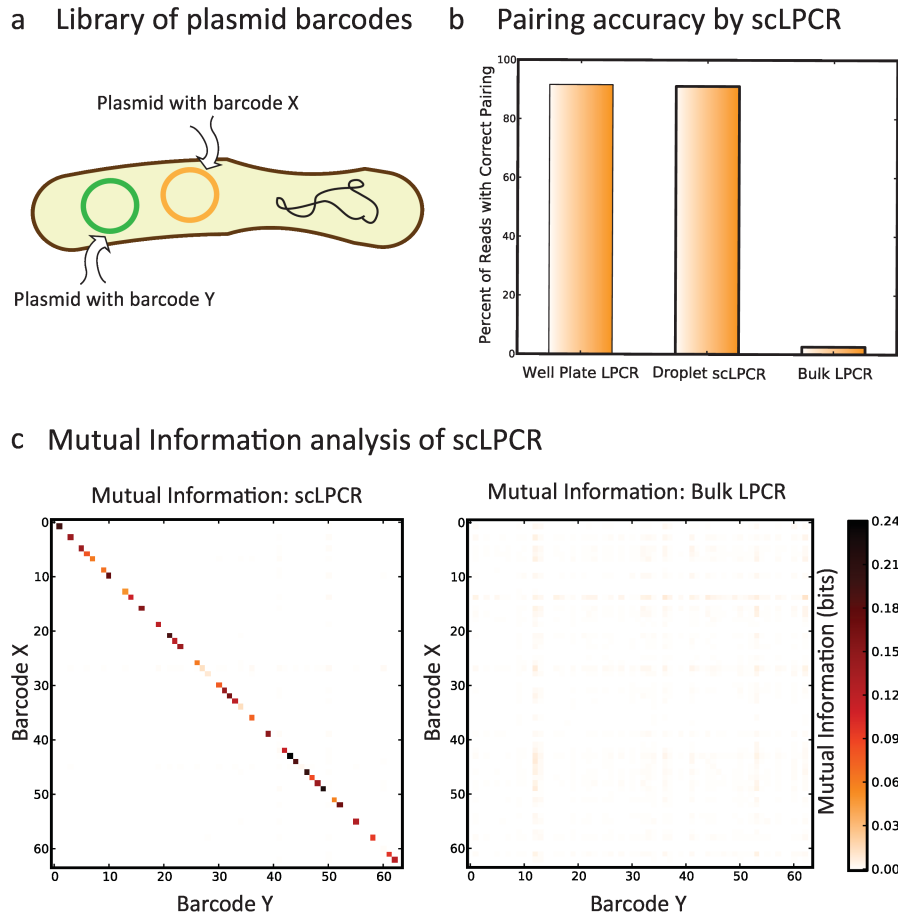 a Library of plasmid barcodes
Plasmid with barcode X
Plasmid with barcode Y
b Pairing accuracy by scLPCR
Percent of Reads with Correct Pairing
100
80
60
40
20
0
Well Plate LPCR Droplet scLPCR Bulk LPCR
c Mutual Information analysis of scLPCR
Mutual Information: scLPCR
Barcode X
0
10
20
30
40
50
60
0 10 20 30 40 50 60
Barcode Y
Mutual Information: Bulk LPCR
Barcode X
0
10
20
30
40
50
60
0 10 20 30 40 50 60
Barcode Y
Mutual Information (bits)
0.24
0.21
0.18
0.15
0.12
0.09
0.06
0.03
0.00